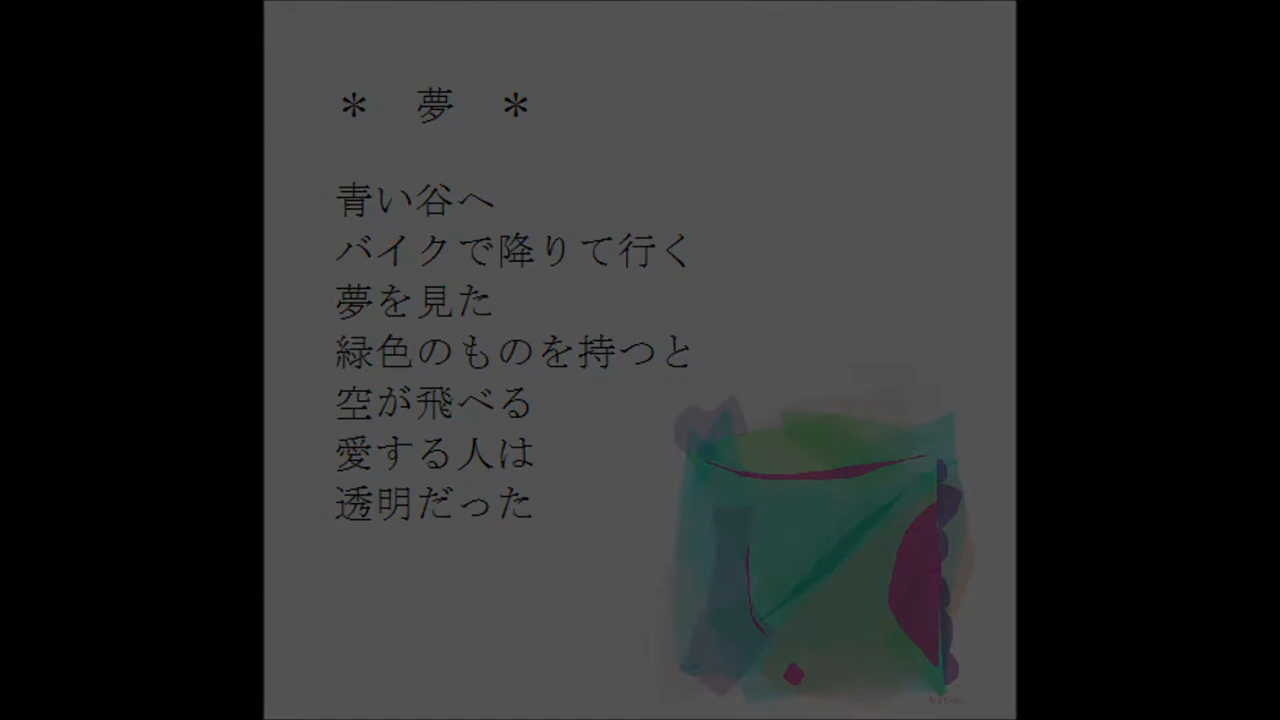 ＊　夢　＊
青い谷へ
バイクで降りて行く
夢を見た
緑色のものを持つと
空が飛べる
愛する人は
透明だった